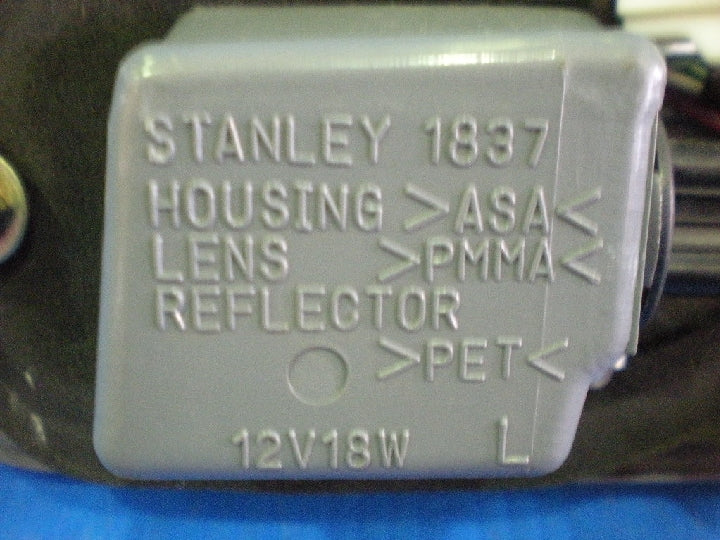 STANLEY 1837
HOUSING >ASA<
LENS >PMMA<
REFLECTOR
>PET<
12V18W L